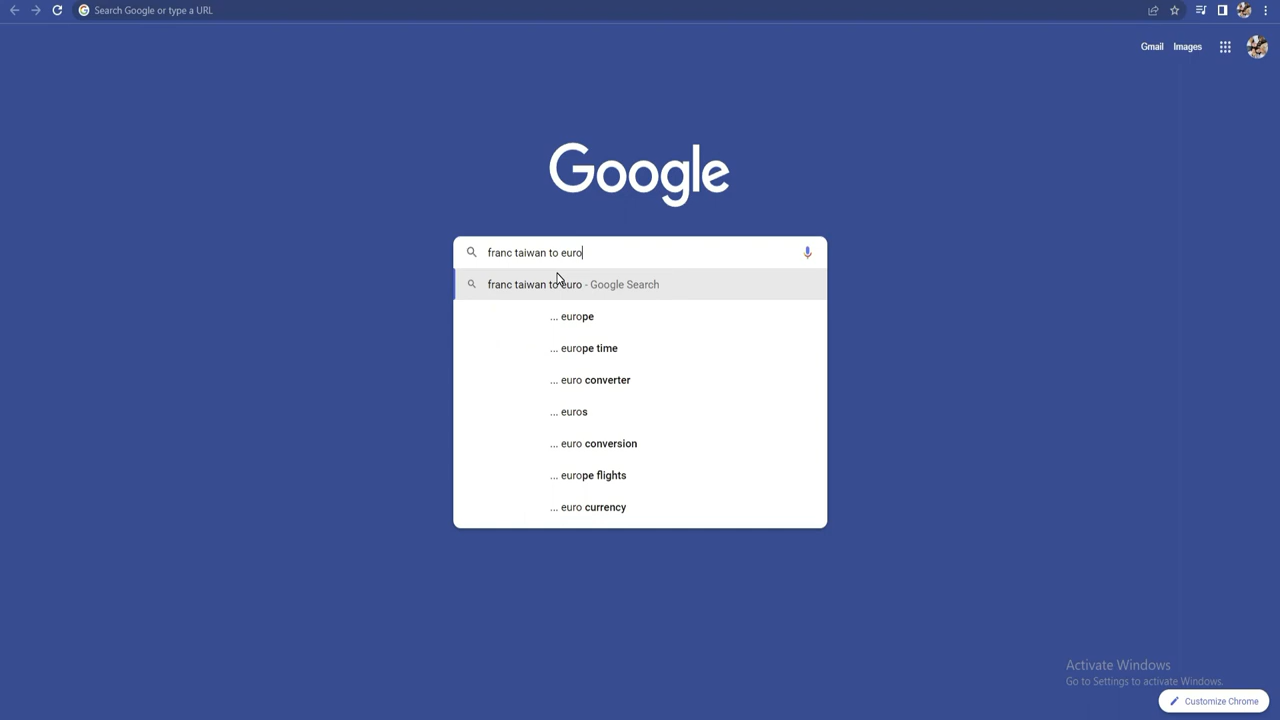 Search Google or type a URL
Gmail Images
Google
franc taiwan to euro
franc taiwan to euro - Google Search
... europe
... europe time
... euro converter
... euros
... euro conversion
... europe flights
... euro currency
Activate Windows
Go to Settings to activate Windows.
Customize Chrome